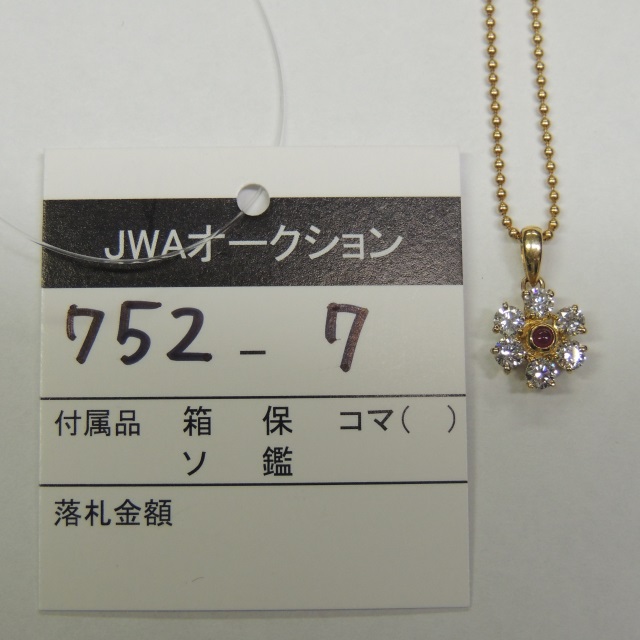 JWAオークション
752-7
付属品 箱 保 コマ( )
ソ 鑑
落札金額